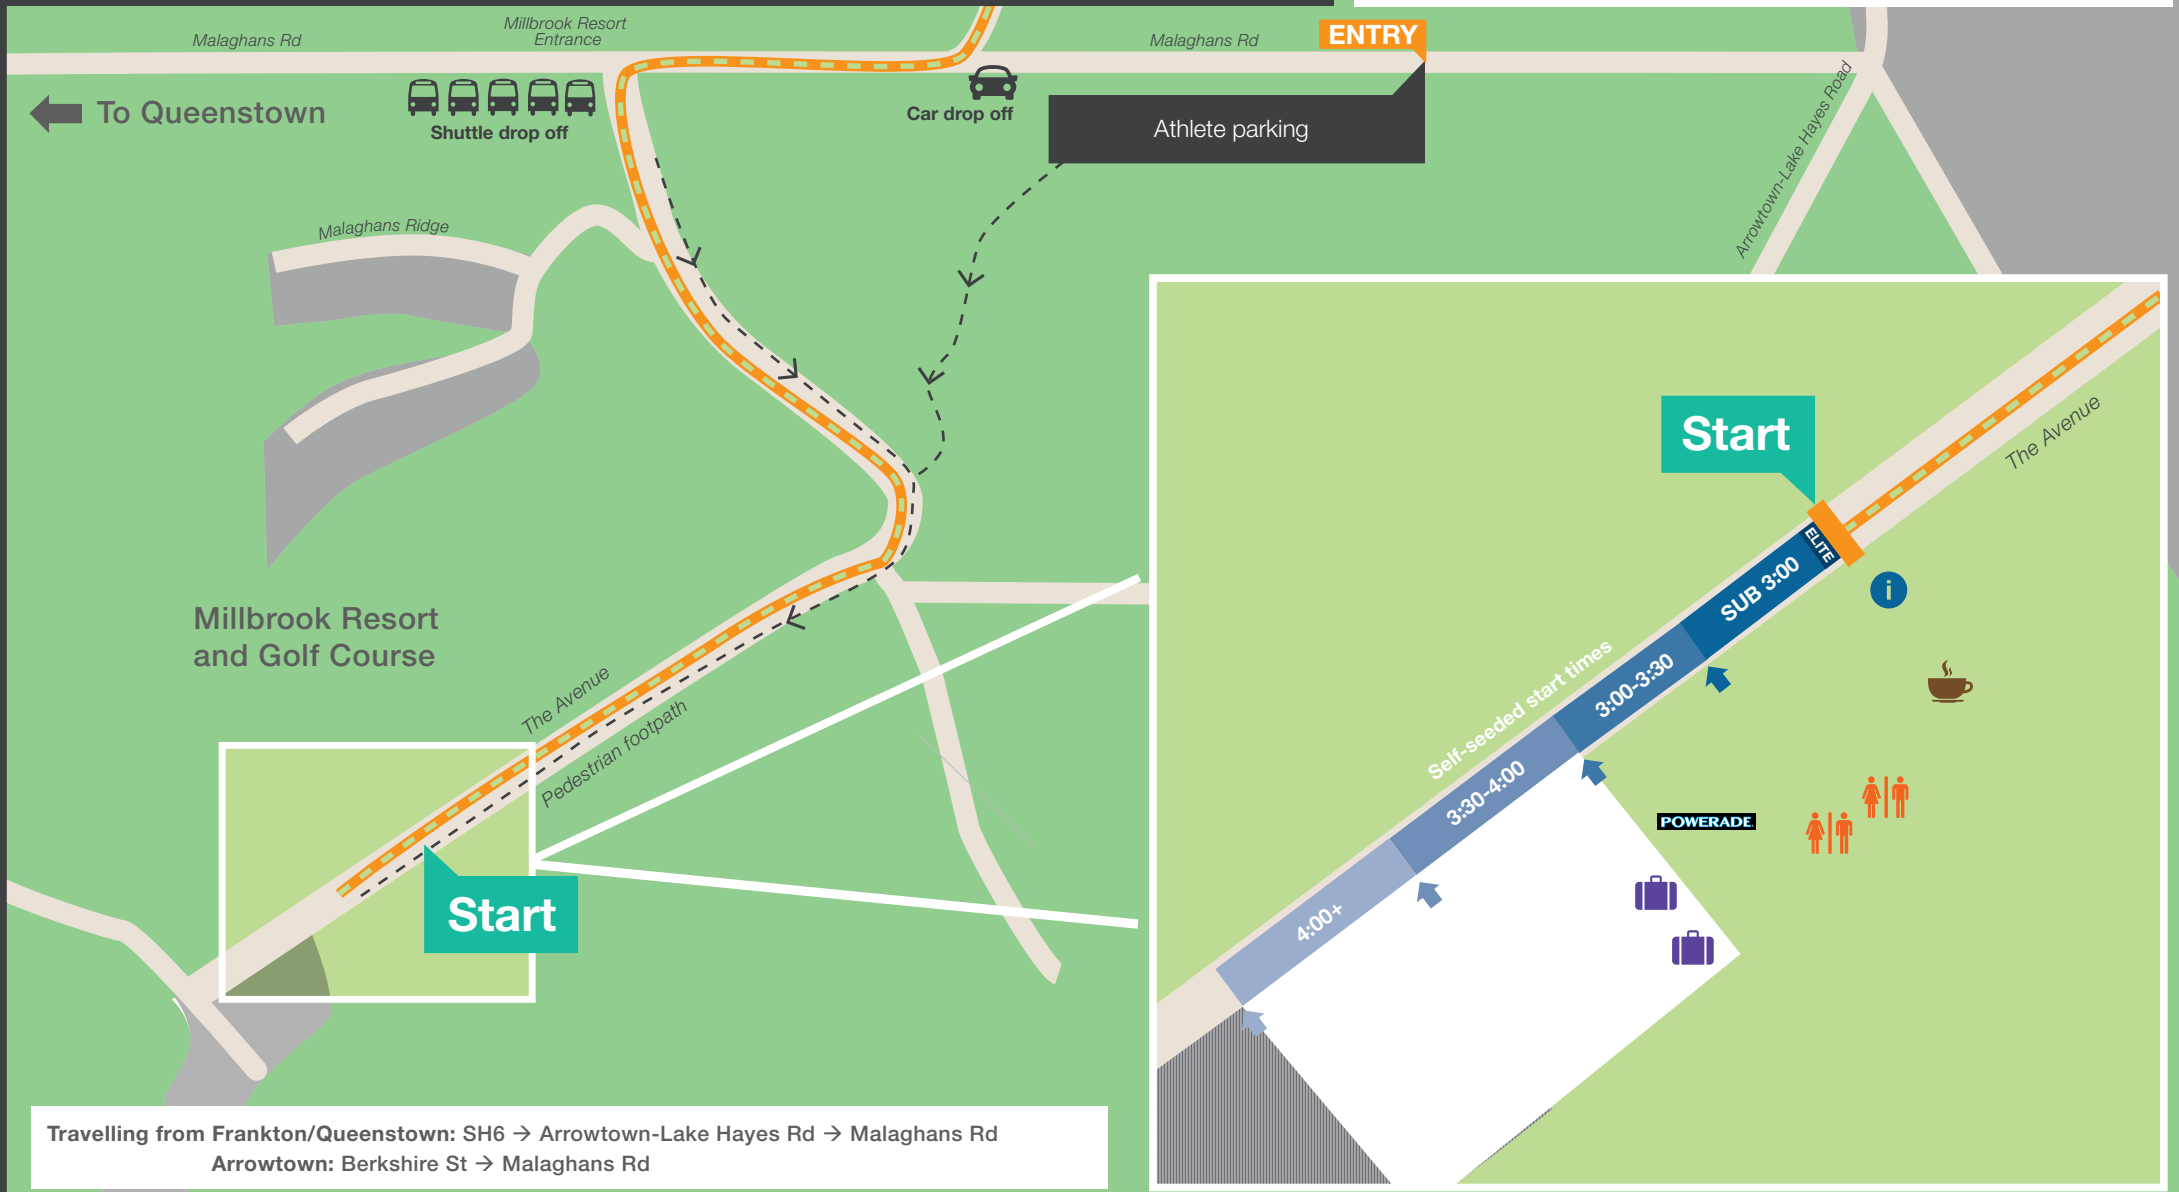 Millbrook Resort
Entrance
Malaghans Rd
Malaghans Rd
ENTRY
To Queenstown
Shuttle drop off
Car drop off
Athlete parking
Arrowtown-Lake Hayes Road
Malaghans Ridge
Millbrook Resort
and Golf Course
The Avenue
Pedestrian footpath
Start
Start
The Avenue
ELITE
SUB 3:00
i
Self-seeded start times
3:00-3:30
3:30-4:00
4:00+
POWERADE
Travelling from Frankton/Queenstown: SH6 → Arrowtown-Lake Hayes Rd → Malaghans Rd
Arrowtown: Berkshire St → Malaghans Rd